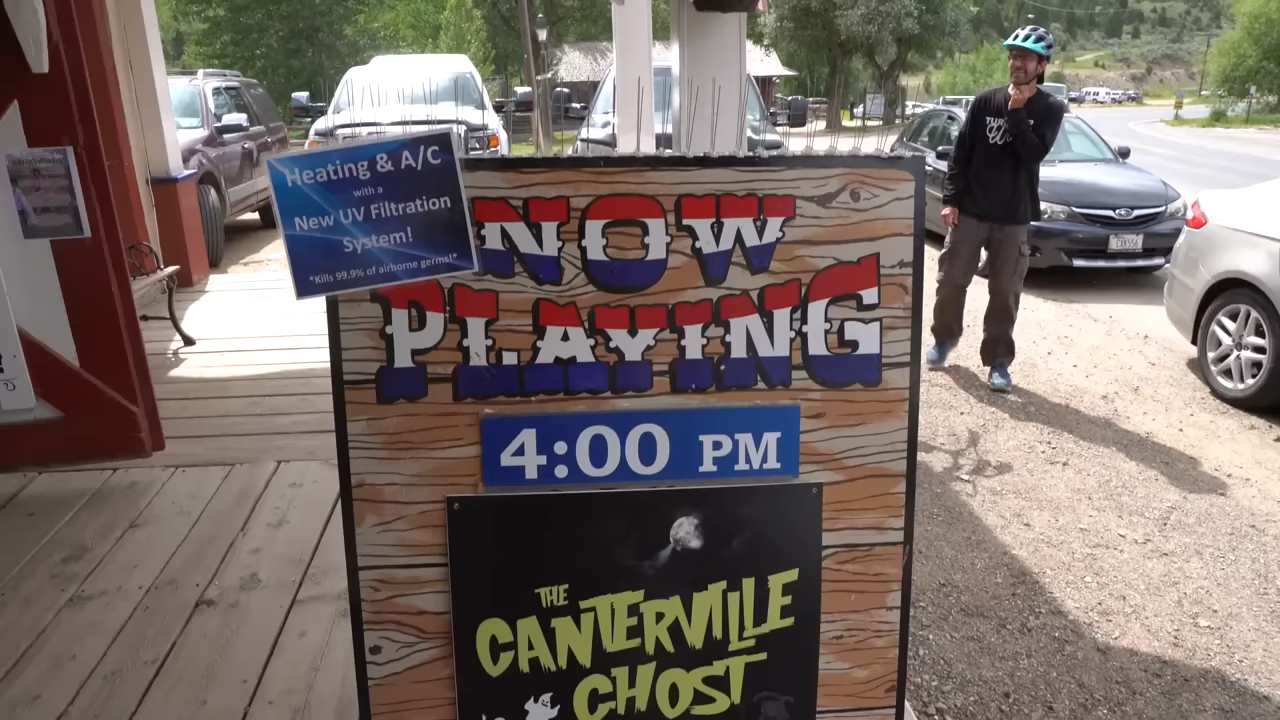 Heating & A/C
with a
New UV Filtration
System!
*Kills 99.9% of airborne germs!*
NOW
PLAYING
4:00 PM
THE
CANTERVILLE
GHOST